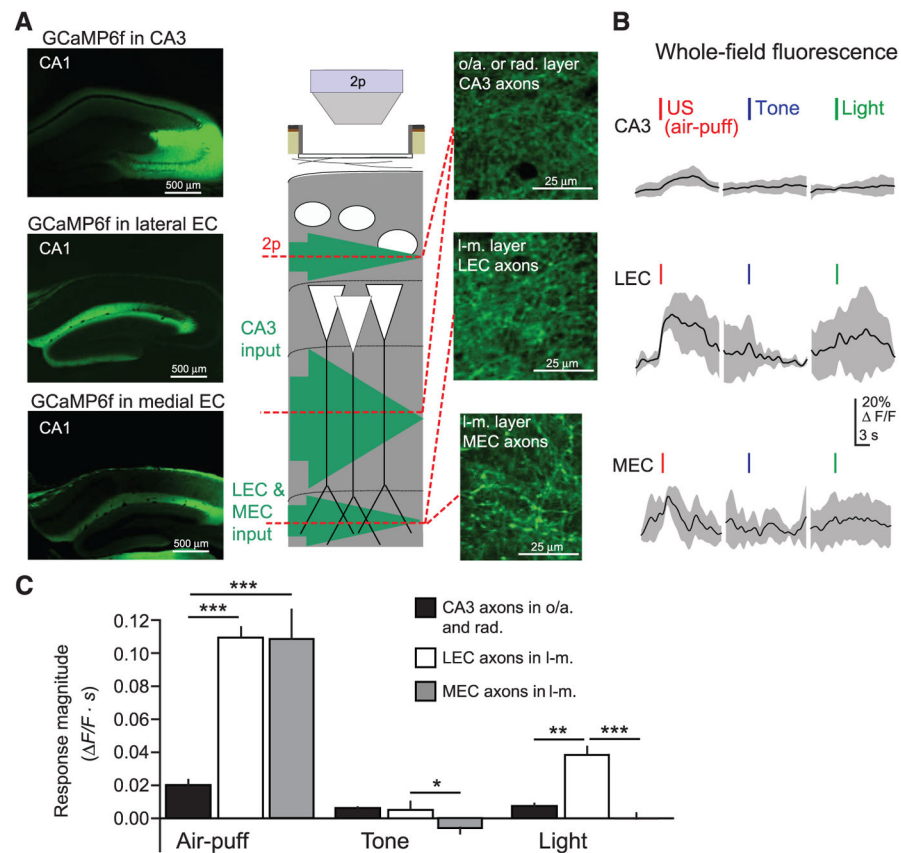 A
GCaMP6f in CA3
CA1
500 µm
GCaMP6f in lateral EC
CA1
500 µm
GCaMP6f in medial EC
CA1
500 µm
2p
2p
CA3
input
LEC &
MEC
input
o/a. or rad. layer
CA3 axons
25 µm
l-m. layer
LEC axons
25 µm
l-m. layer
MEC axons
25 µm
B
Whole-field fluorescence
US
(air-puff)
Tone
Light
CA3
LEC
20%
Δ F/F
3 s
MEC
C
Response magnitude
(ΔF/F · s)
0.12
0.10
0.08
0.06
0.04
0.02
0.00
***
***
*
**
***
Air-puff
Tone
Light
CA3 axons in o/a.
and rad.
LEC axons in l-m.
MEC axons in l-m.